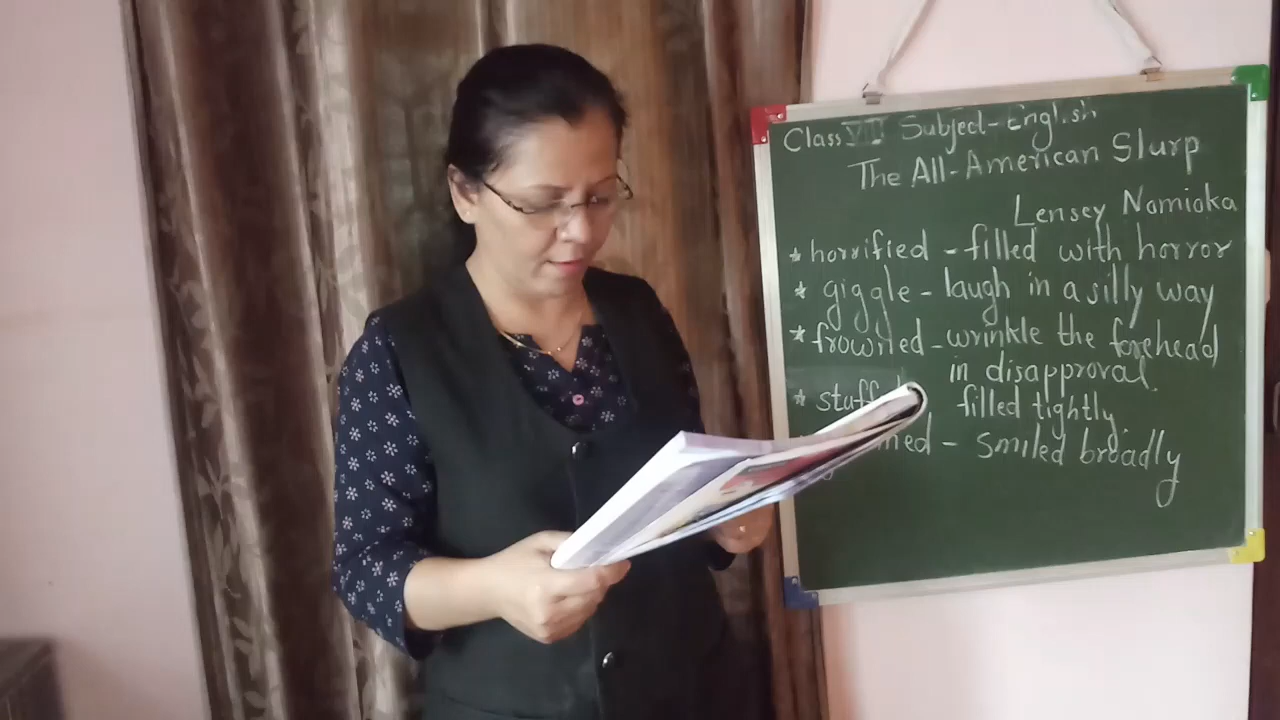 Class VII Subject-English
The All-American Slurp
Lensey Namioka
* horrified - filled with horror
* giggle - laugh in a silly way
* frowned - wrinkle the forehead
in disapproval.
* filled tightly.
- smiled broadly